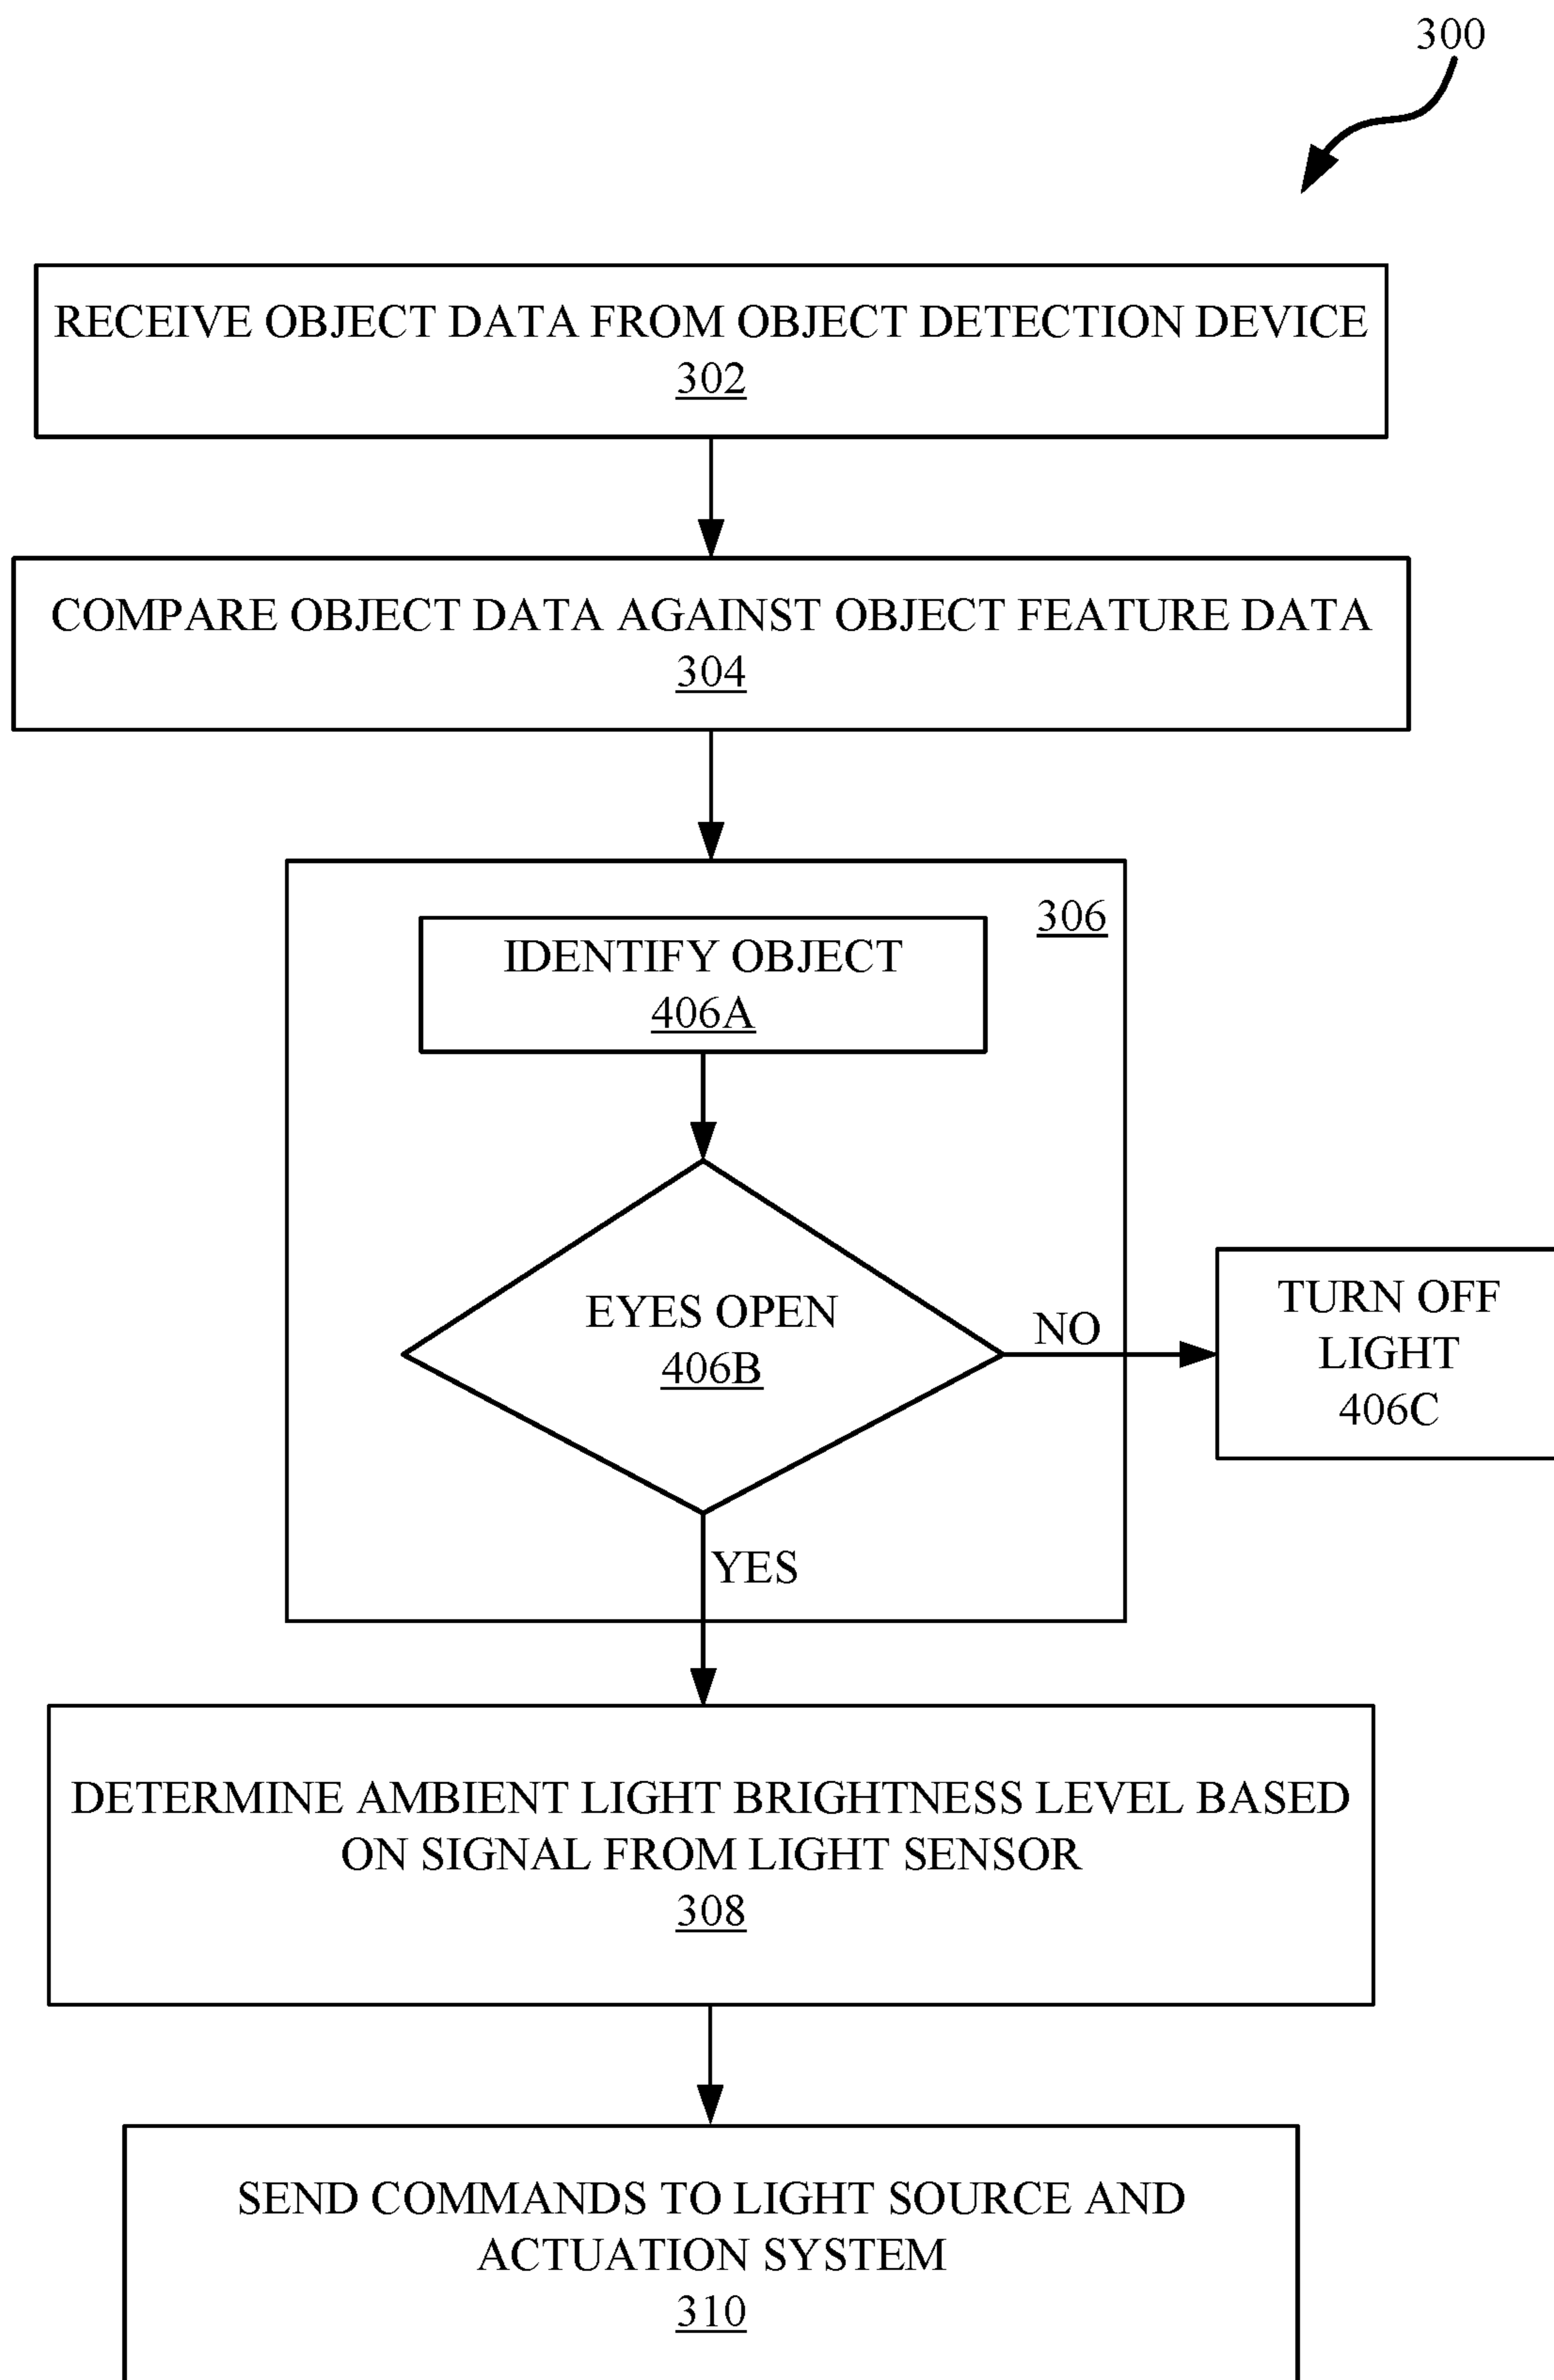 300
RECEIVE OBJECT DATA FROM OBJECT DETECTION DEVICE
302
COMPARE OBJECT DATA AGAINST OBJECT FEATURE DATA
304
306
IDENTIFY OBJECT
406A
EYES OPEN
406B
NO
TURN OFF
LIGHT
406C
YES
DETERMINE AMBIENT LIGHT BRIGHTNESS LEVEL BASED
ON SIGNAL FROM LIGHT SENSOR
308
SEND COMMANDS TO LIGHT SOURCE AND
ACTUATION SYSTEM
310